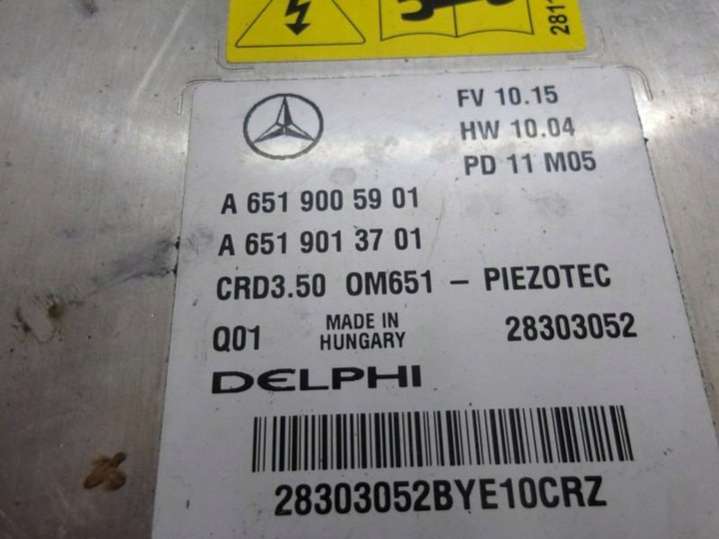 2811
FV 10.15
HW 10.04
PD 11 M05
A 651 900 59 01
A 651 901 37 01
CRD3.50 OM651 – PIEZOTEC
Q01 MADE IN HUNGARY 28303052
DELPHI
28303052BYE10CRZ